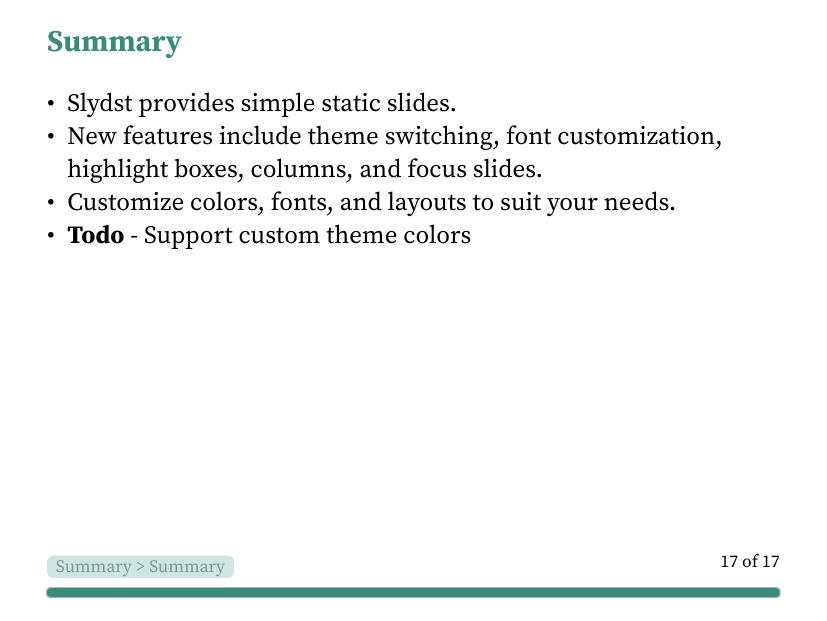 Summary
• Slydst provides simple static slides.
• New features include theme switching, font customization,
highlight boxes, columns, and focus slides.
• Customize colors, fonts, and layouts to suit your needs.
• Todo - Support custom theme colors
Summary > Summary
17 of 17